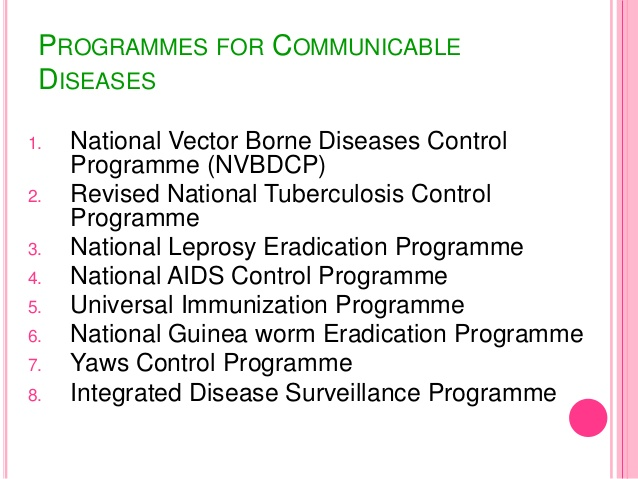 PROGRAMMES FOR COMMUNICABLE
DISEASES
1. National Vector Borne Diseases Control
Programme (NVBDCP)
2. Revised National Tuberculosis Control
Programme
3. National Leprosy Eradication Programme
4. National AIDS Control Programme
5. Universal Immunization Programme
6. National Guinea worm Eradication Programme
7. Yaws Control Programme
8. Integrated Disease Surveillance Programme